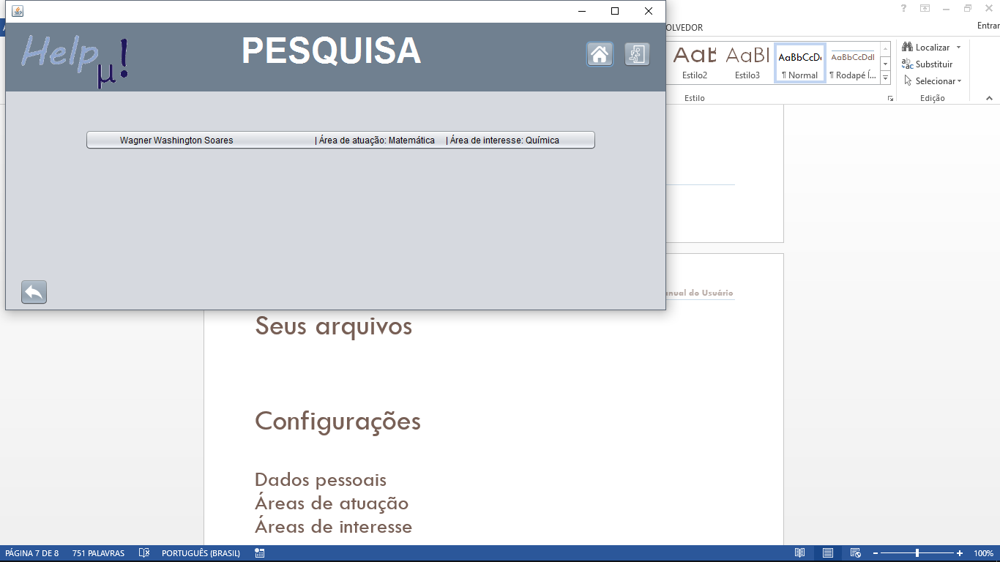 Help µ!
PESQUISA
Wagner Washington Soares | Área de atuação: Matemática | Área de interesse: Química
OLVEDOR
Entrar
AaB AaBl AaBbCcD AaBbCcDdI
Estilo2 Estilo3 ¶ Normal ¶ Rodapé Í...
Estilo
Localizar
Substituir
Selecionar
Edição
anual do Usuário
Seus arquivos
Configurações
Dados pessoais
Áreas de atuação
Áreas de interesse
PÁGINA 7 DE 8 751 PALAVRAS PORTUGUÊS (BRASIL) 100%